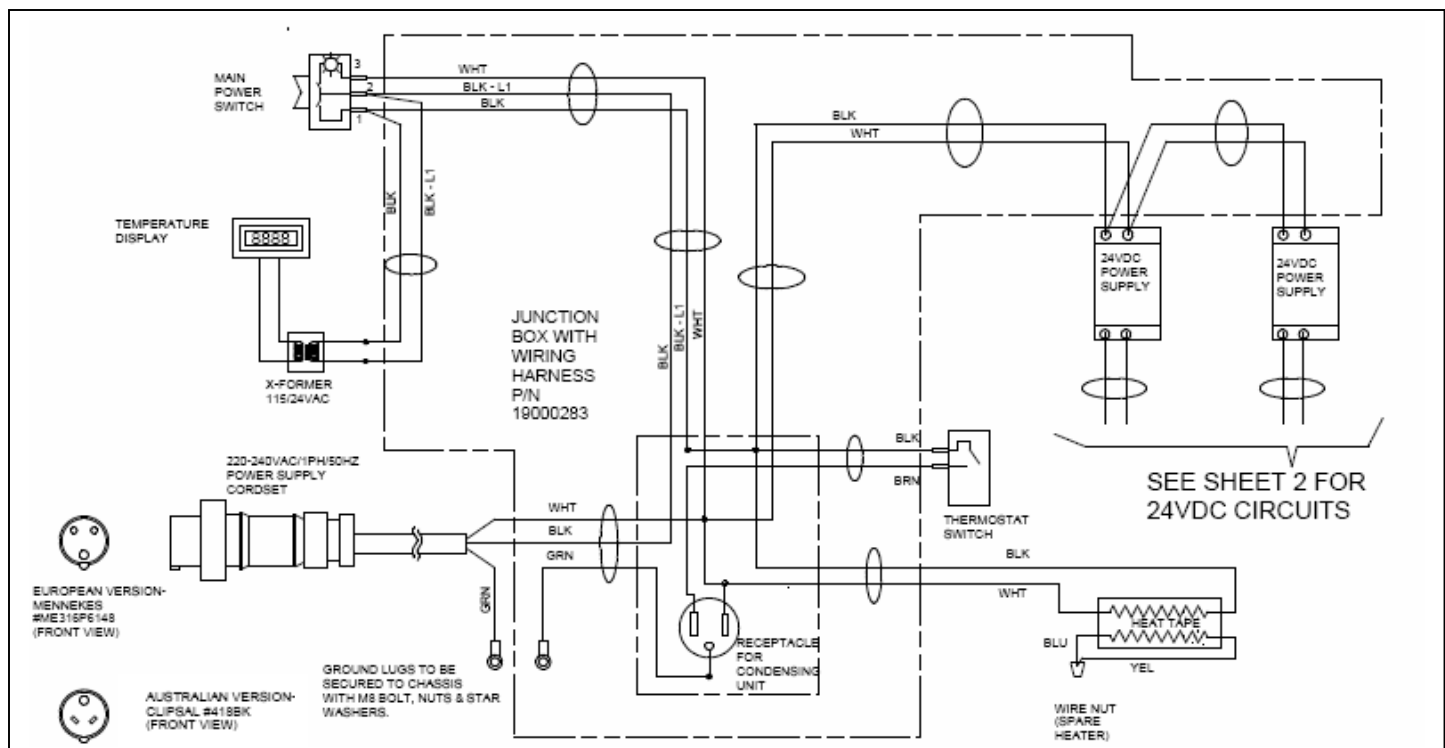 MAIN
POWER
SWITCH
3
2
1
WHT
BLK - L1
BLK
BLK
WHT
BLK
BLK - L1
TEMPERATURE
DISPLAY
8888
X-FORMER
115/24VAC
JUNCTION
BOX WITH
WIRING
HARNESS
P/N
19000283
BLK
BLK - L1
WHT
24VDC
POWER
SUPPLY
24VDC
POWER
SUPPLY
SEE SHEET 2 FOR
24VDC CIRCUITS
BLK
BRN
THERMOSTAT
SWITCH
220-240VAC/1PH/50HZ
POWER SUPPLY
CORDSET
WHT
BLK
GRN
GRN
EUROPEAN VERSION-
MENNEKES
#ME316P6148
(FRONT VIEW)
AUSTRALIAN VERSION-
CLIPSAL #418BK
(FRONT VIEW)
GROUND LUGS TO BE
SECURED TO CHASSIS
WITH M8 BOLT, NUTS & STAR
WASHERS.
RECEPTACLE
FOR
CONDENSING
UNIT
BLK
WHT
HEAT TAPE
BLU
YEL
WIRE NUT
(SPARE
HEATER)